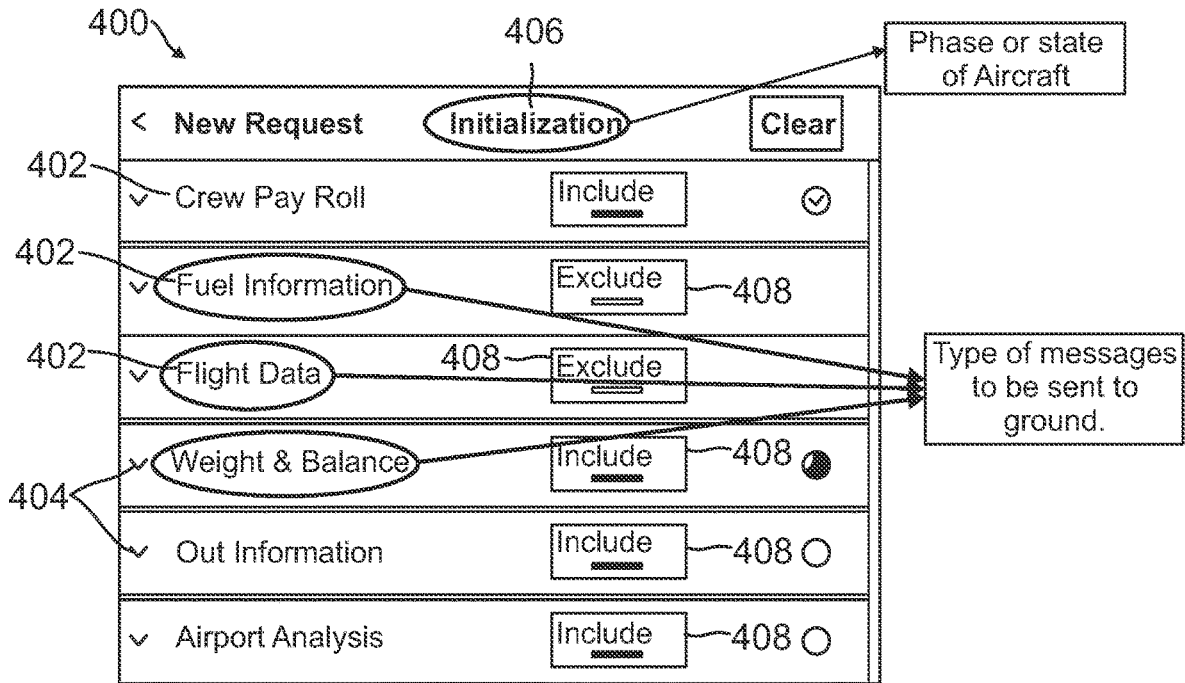 400
406
Phase or state
of Aircraft
< New Request Initialization Clear
402 Crew Pay Roll Include
402 Fuel Information Exclude 408
402 Flight Data 408 Exclude
Type of messages
to be sent to
ground.
Weight & Balance Include 408
404
Out Information Include 408
Airport Analysis Include 408